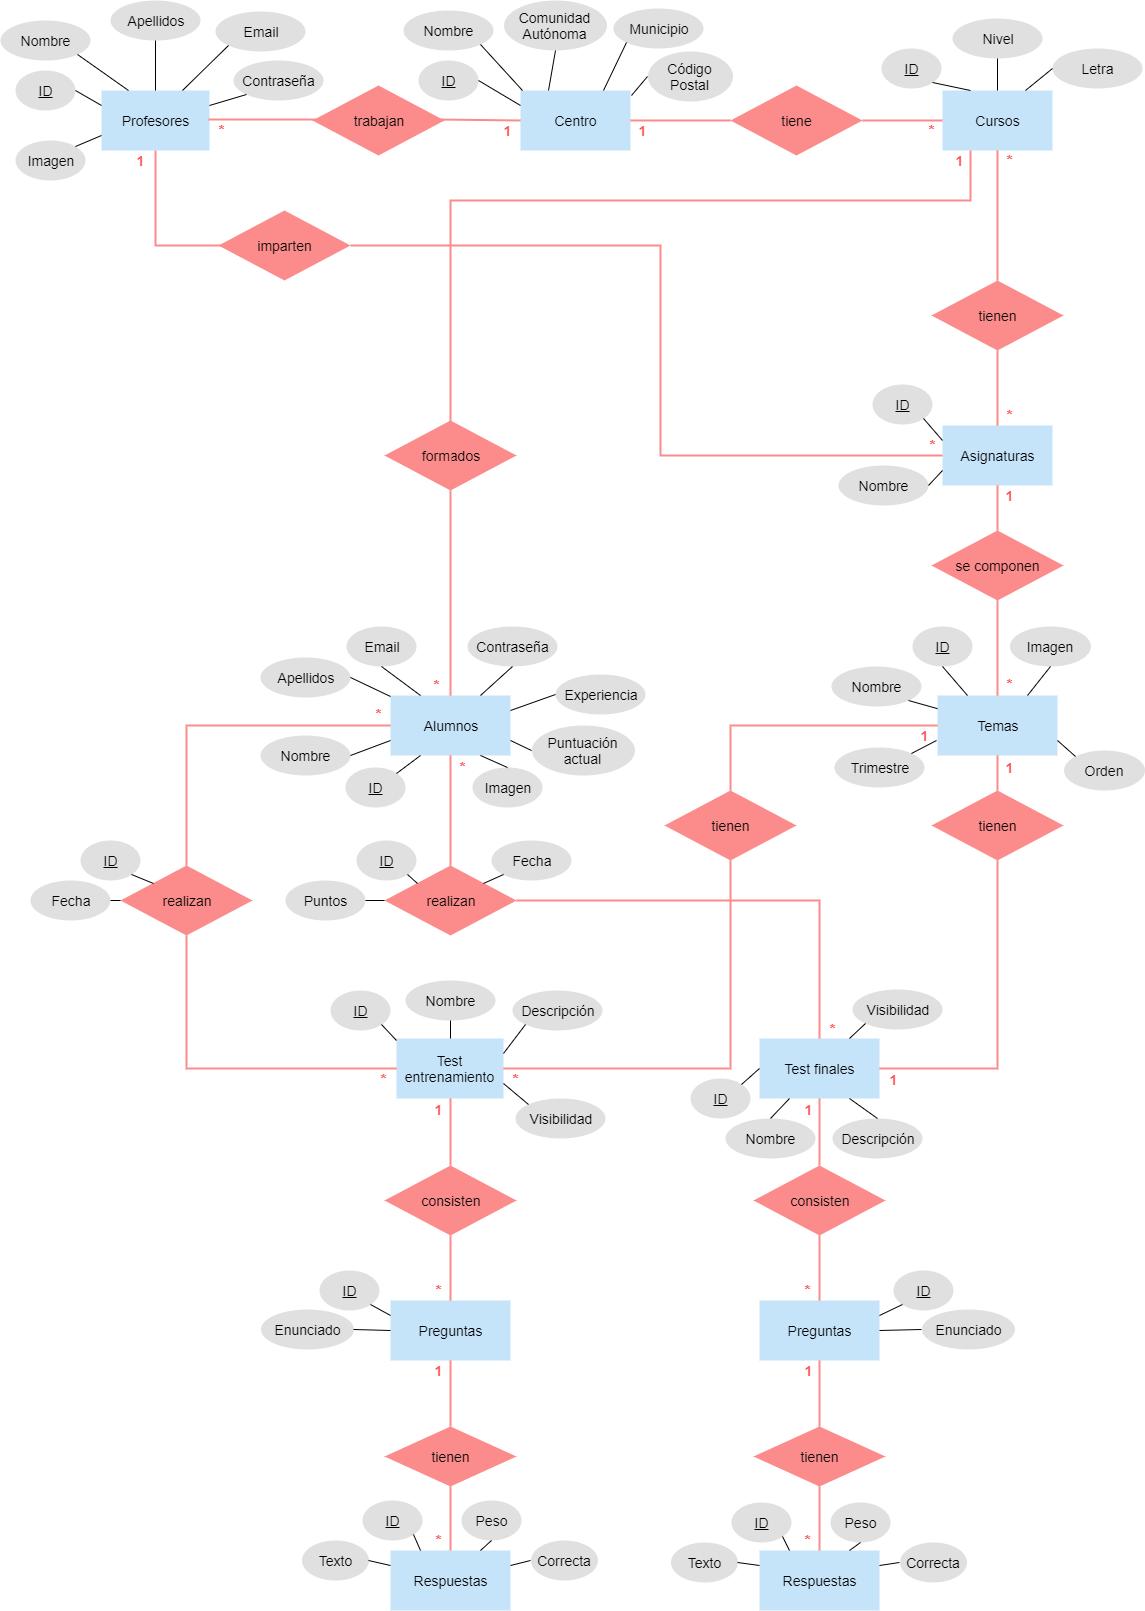 Apellidos
Email
Nombre
Contraseña
ID
Profesores
Imagen
*
1
trabajan
1
Nombre
Comunidad
Autónoma
Municipio
ID
Código
Postal
Centro
1
tiene
*
Nivel
ID
Letra
Cursos
1
*
imparten
tienen
formados
*
ID
*
Asignaturas
Nombre
1
se componen
Email
Contraseña
Apellidos
Experiencia
*
*
Alumnos
Nombre
Puntuación
actual
ID
Imagen
*
ID
Imagen
Nombre
*
Temas
1
Trimestre
1
Orden
tienen
tienen
ID
Fecha
realizan
ID
Fecha
Puntos
realizan
ID
Nombre
Descripción
Test
entrenamiento
*
*
1
Visibilidad
Visibilidad
*
Test finales
1
ID
1
Nombre
Descripción
consisten
consisten
*
ID
Enunciado
Preguntas
1
*
ID
Enunciado
Preguntas
1
tienen
tienen
ID
Peso
*
Texto
Correcta
Respuestas
ID
Peso
*
Texto
Correcta
Respuestas